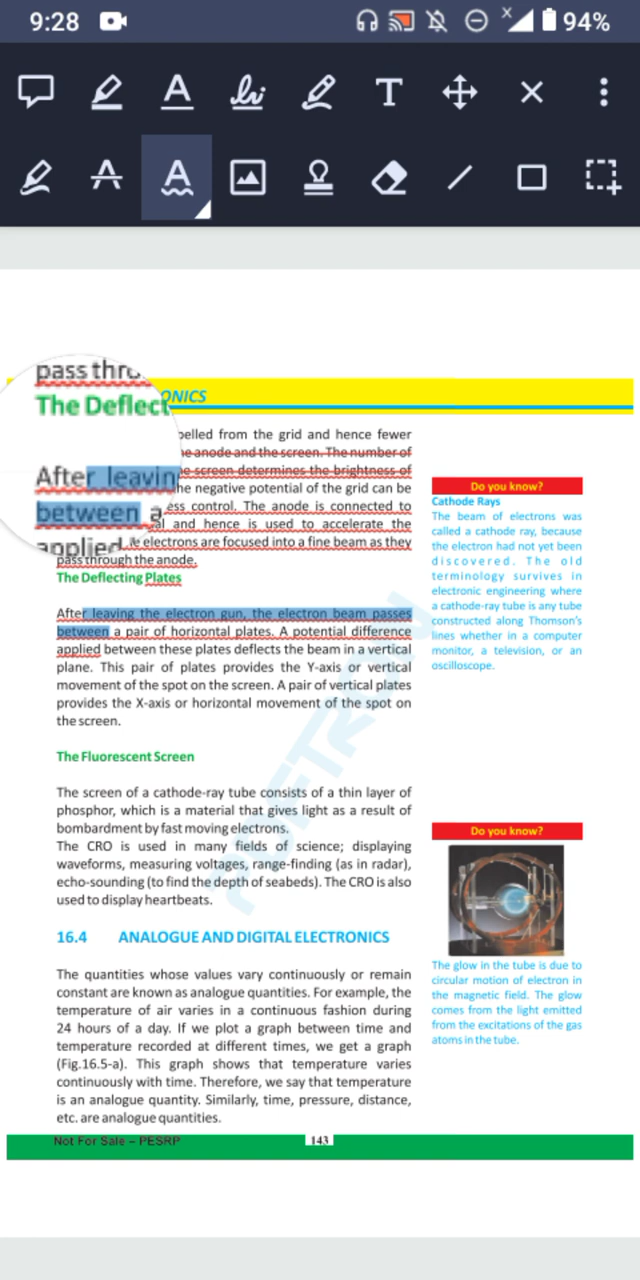 9:28
94%
pass thro
The Deflect
After leavin
between a
applied
ONICS
pelled from the grid and hence fewer
he anode and the screen. The number of
he screen determines the brightness of
he negative potential of the grid can be
ess control. The anode is connected to
al and hence is used to accelerate the
electrons are focused into a fine beam as they
pass through the anode.
The Deflecting Plates
After leaving the electron gun, the electron beam passes
between a pair of horizontal plates. A potential difference
applied between these plates deflects the beam in a vertical
plane. This pair of plates provides the Y-axis or vertical
movement of the spot on the screen. A pair of vertical plates
provides the X-axis or horizontal movement of the spot on
the screen.
The Fluorescent Screen
The screen of a cathode-ray tube consists of a thin layer of
phosphor, which is a material that gives light as a result of
bombardment by fast moving electrons.
The CRO is used in many fields of science; displaying
waveforms, measuring voltages, range-finding (as in radar),
echo-sounding (to find the depth of seabeds). The CRO is also
used to display heartbeats.
16.4 ANALOGUE AND DIGITAL ELECTRONICS
The quantities whose values vary continuously or remain
constant are known as analogue quantities. For example, the
temperature of air varies in a continuous fashion during
24 hours of a day. If we plot a graph between time and
temperature recorded at different times, we get a graph
(Fig.16.5-a). This graph shows that temperature varies
continuously with time. Therefore, we say that temperature
is an analogue quantity. Similarly, time, pressure, distance,
etc. are analogue quantities.
Do you know?
Cathode Rays
The beam of electrons was
called a cathode ray, because
the electron had not yet been
discovered. The old
terminology survives in
electronic engineering where
a cathode-ray tube is any tube
constructed along Thomson's
lines whether in a computer
monitor, a television, or an
oscilloscope.
Do you know?
The glow in the tube is due to
circular motion of electron in
the magnetic field. The glow
comes from the light emitted
from the excitations of the gas
atoms in the tube.
Not For Sale – PESRP
143